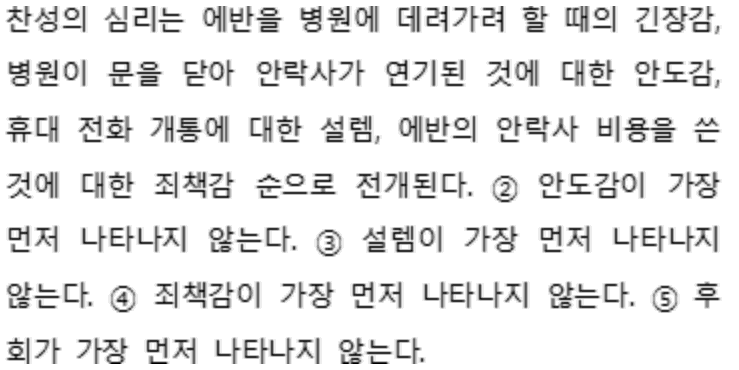 찬성의 심리는 에반을 병원에 데려가려 할 때의 긴장감,
병원이 문을 닫아 안락사가 연기된 것에 대한 안도감,
휴대 전화 개통에 대한 설렘, 에반의 안락사 비용을 쓴
것에 대한 죄책감 순으로 전개된다. ② 안도감이 가장
먼저 나타나지 않는다. ③ 설렘이 가장 먼저 나타나지
않는다. ④ 죄책감이 가장 먼저 나타나지 않는다. ⑤ 후
회가 가장 먼저 나타나지 않는다.